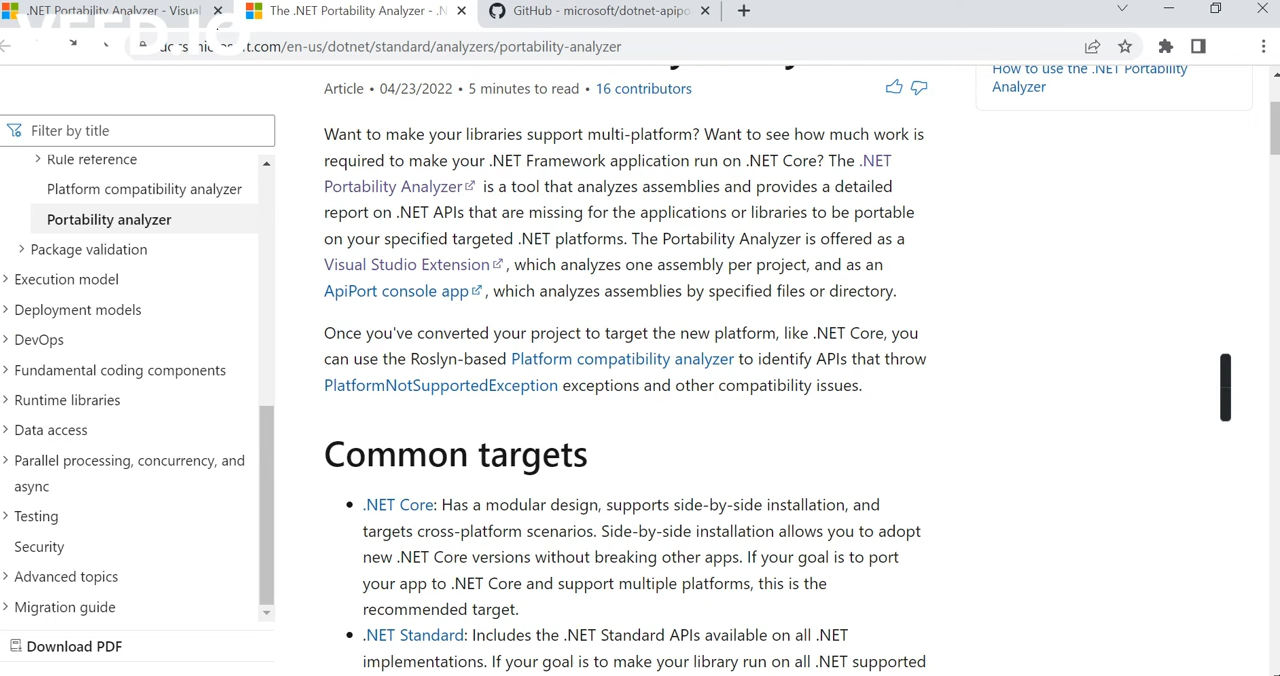 .NET Portability Analyzer - Visual
The .NET Portability Analyzer - .N
GitHub - microsoft/dotnet-apipo
VEED.IO
docs.microsoft.com/en-us/dotnet/standard/analyzers/portability-analyzer
Article • 04/23/2022 • 5 minutes to read • 16 contributors
How to use the .NET Portability
Analyzer
Filter by title
Rule reference
Platform compatibility analyzer
Portability analyzer
Package validation
Execution model
Deployment models
DevOps
Fundamental coding components
Runtime libraries
Data access
Parallel processing, concurrency, and
async
Testing
Security
Advanced topics
Migration guide
Download PDF
Want to make your libraries support multi-platform? Want to see how much work is
required to make your .NET Framework application run on .NET Core? The .NET
Portability Analyzer is a tool that analyzes assemblies and provides a detailed
report on .NET APIs that are missing for the applications or libraries to be portable
on your specified targeted .NET platforms. The Portability Analyzer is offered as a
Visual Studio Extension, which analyzes one assembly per project, and as an
ApiPort console app, which analyzes assemblies by specified files or directory.
Once you've converted your project to target the new platform, like .NET Core, you
can use the Roslyn-based Platform compatibility analyzer to identify APIs that throw
PlatformNotSupportedException exceptions and other compatibility issues.
Common targets
• .NET Core: Has a modular design, supports side-by-side installation, and
targets cross-platform scenarios. Side-by-side installation allows you to adopt
new .NET Core versions without breaking other apps. If your goal is to port
your app to .NET Core and support multiple platforms, this is the
recommended target.
• .NET Standard: Includes the .NET Standard APIs available on all .NET
implementations. If your goal is to make your library run on all .NET supported